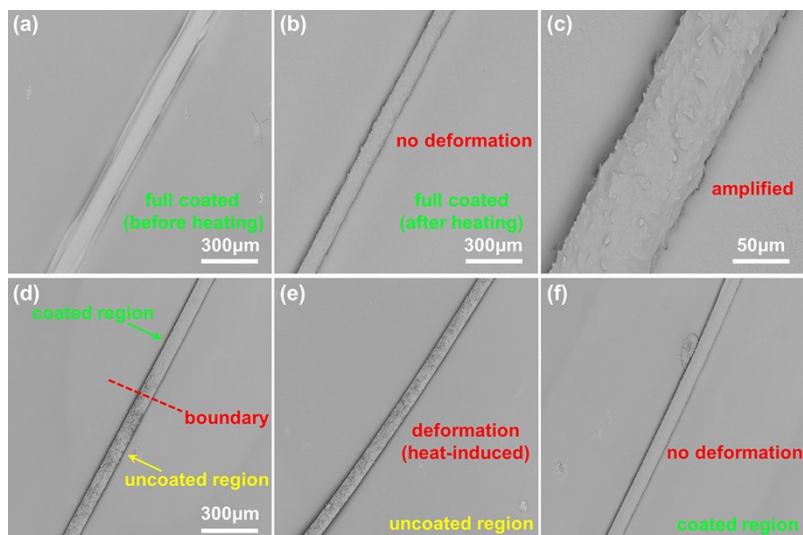 (a)
full coated
(before heating)
300μm
(b)
no deformation
full coated
(after heating)
300μm
(c)
amplified
50μm
(d)
coated region
boundary
uncoated region
300μm
(e)
deformation
(heat-induced)
uncoated region
(f)
no deformation
coated region